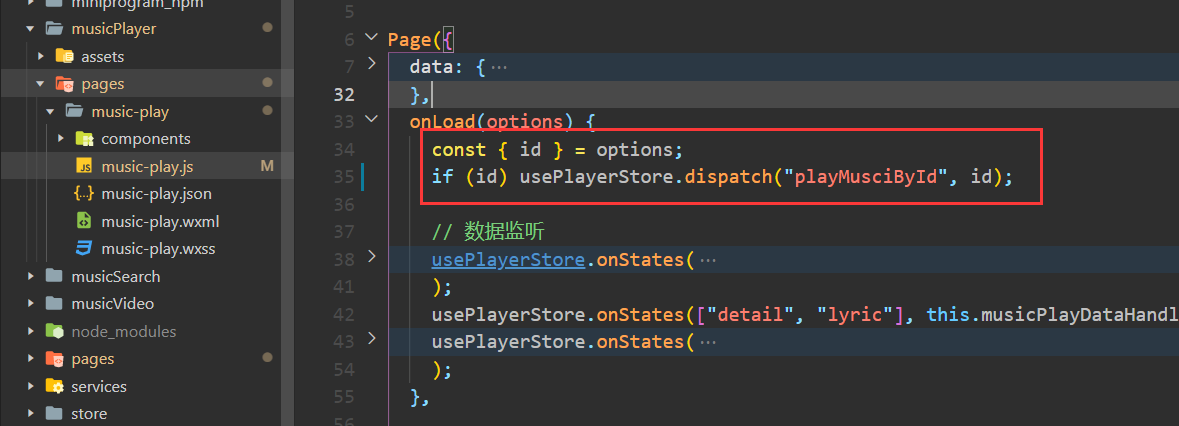 miniprogram_npm
musicPlayer
assets
pages
music-play
components
music-play.js M
music-play.json
music-play.wxml
music-play.wxss
musicSearch
musicVideo
node_modules
pages
services
store
5
6 Page({
7 data: { ···
32 },
33 onLoad(options) {
34 const { id } = options;
35 if (id) usePlayerStore.dispatch("playMusciById", id);
36
37 // 数据监听
38 usePlayerStore.onStates( ···
41 );
42 usePlayerStore.onStates(["detail", "lyric"], this.musicPlayDataHandl
43 usePlayerStore.onStates( ···
54 );
55 },